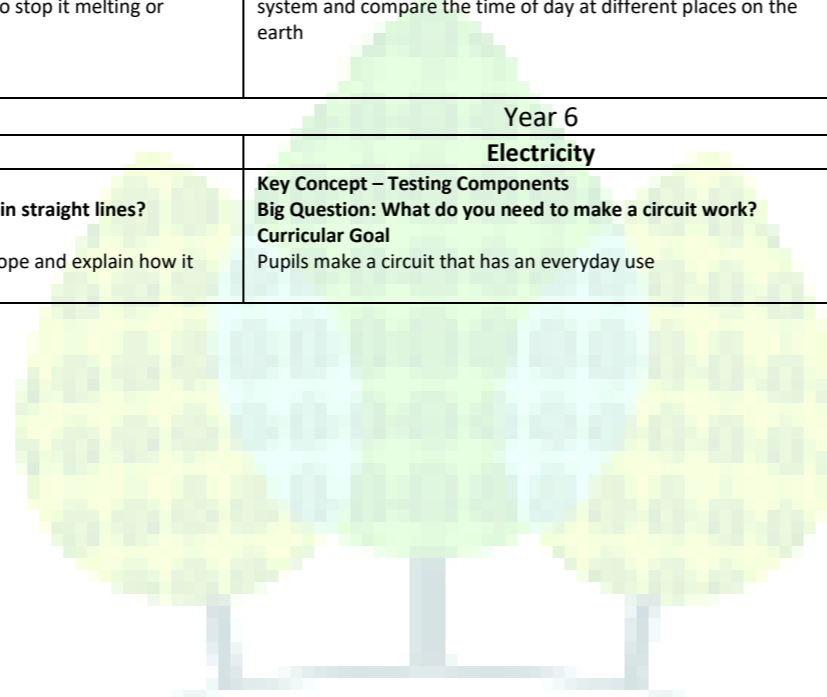 o stop it melting or
system and compare the time of day at different places on the
earth
Year 6
Electricity
in straight lines?
ope and explain how it
Key Concept – Testing Components
Big Question: What do you need to make a circuit work?
Curricular Goal
Pupils make a circuit that has an everyday use